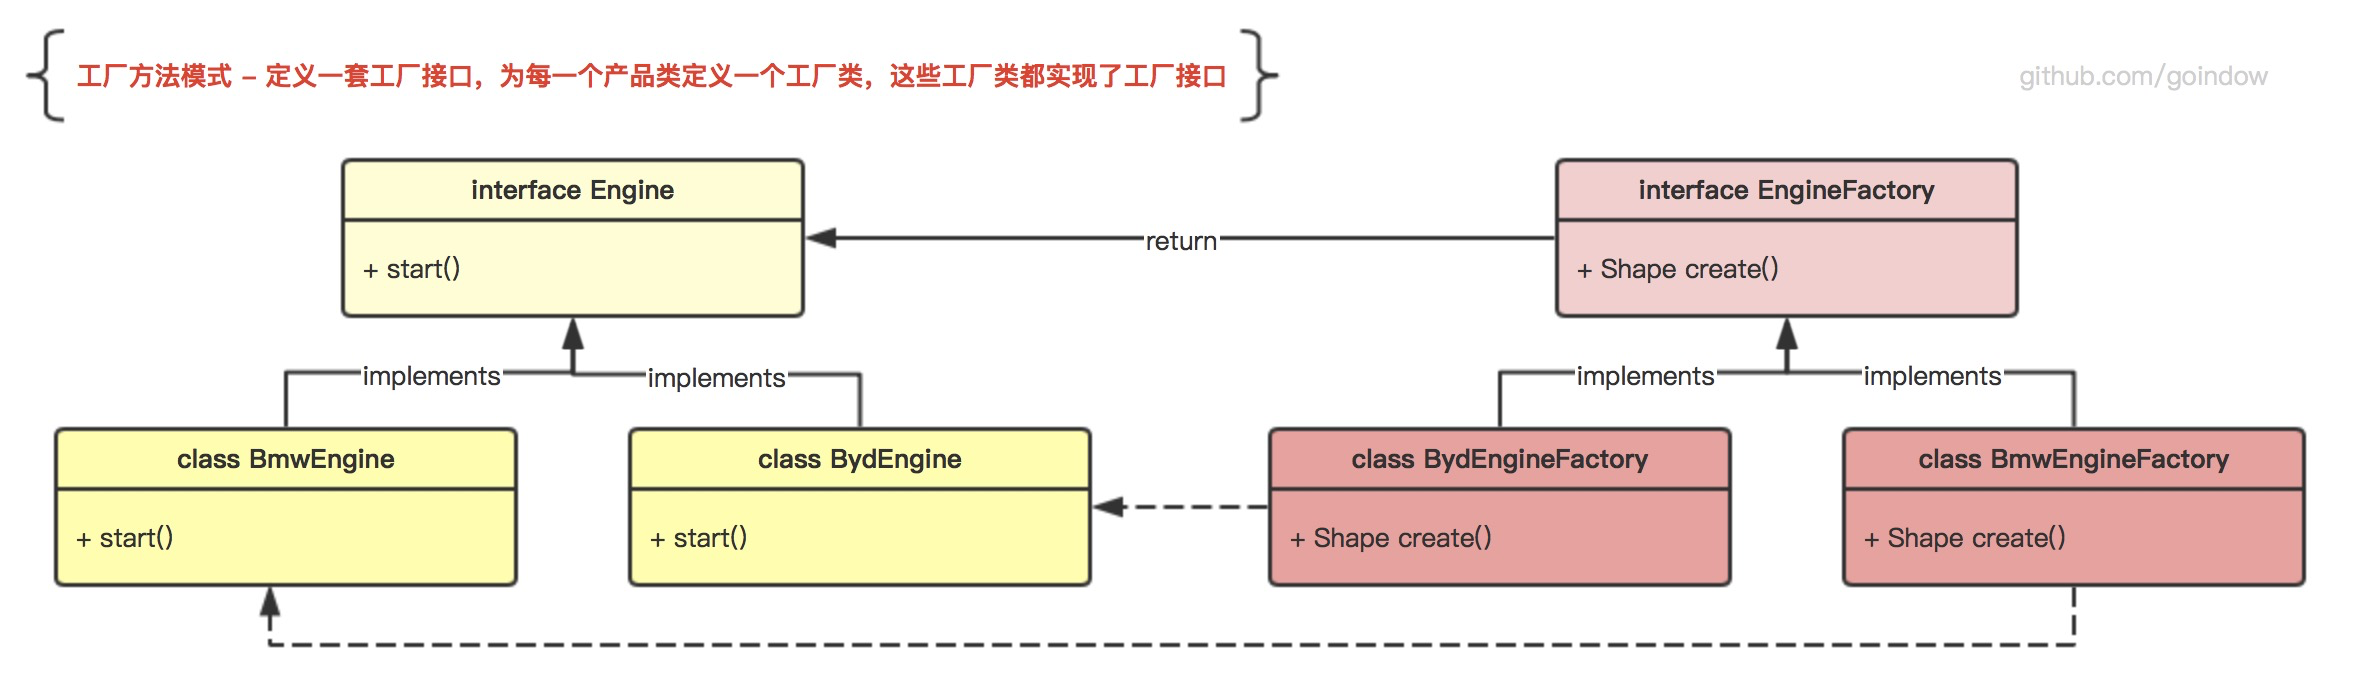 工厂方法模式 – 定义一套工厂接口，为每一个产品类定义一个工厂类，这些工厂类都实现了工厂接口
github.com/goindow
interface Engine
+ start()
return
interface EngineFactory
+ Shape create()
implements
implements
implements
implements
class BmwEngine
+ start()
class BydEngine
+ start()
class BydEngineFactory
+ Shape create()
class BmwEngineFactory
+ Shape create()